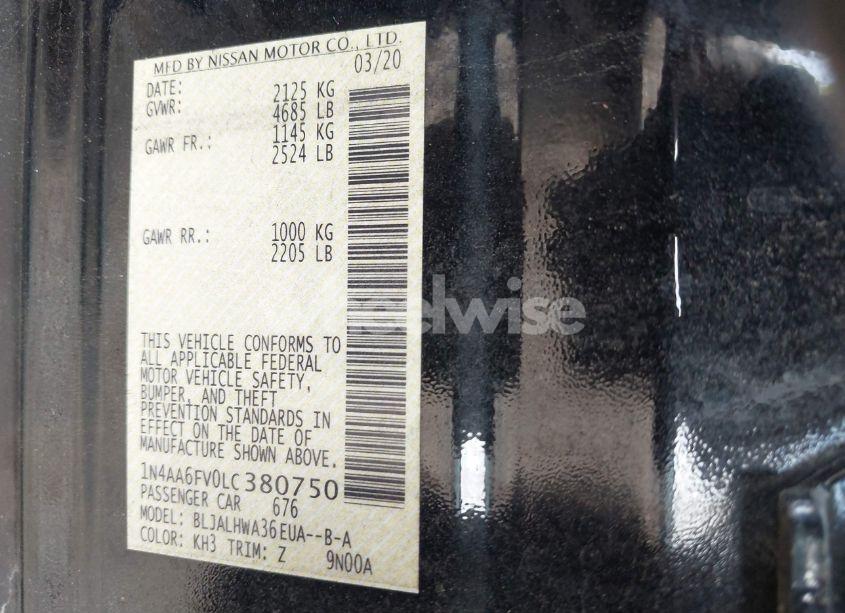 MFD BY NISSAN MOTOR CO., LTD.
DATE: 03/20
GVWR: 2125 KG
4685 LB
GAWR FR.: 1145 KG
2524 LB
GAWR RR.: 1000 KG
2205 LB
THIS VEHICLE CONFORMS TO
ALL APPLICABLE FEDERAL
MOTOR VEHICLE SAFETY,
BUMPER, AND THEFT
PREVENTION STANDARDS IN
EFFECT ON THE DATE OF
MANUFACTURE SHOWN ABOVE.
1N4AA6FV0LC380750
PASSENGER CAR 676
MODEL: BLJALHWA36EUA--B-A
COLOR: KH3 TRIM: Z 9N00A
eelwise